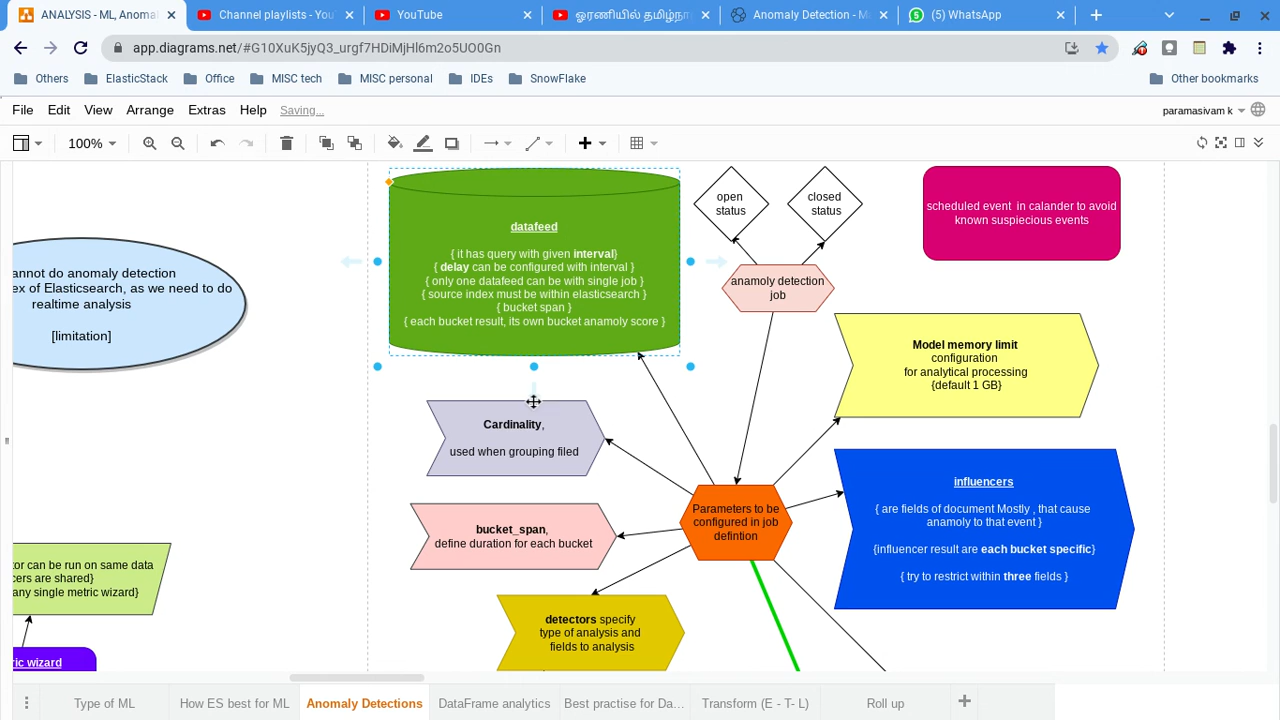 ANALYSIS - ML, Anoma
Channel playlists - You
YouTube
ஓரணியில் தமிழ்நா
Anomaly Detection - Ma
(5) WhatsApp
app.diagrams.net/#G10XuK5jyQ3_urgf7HDiMjHl6m2o5UO0Gn
Others
ElasticStack
Office
MISC tech
MISC personal
IDEs
SnowFlake
Other bookmarks
File
Edit
View
Arrange
Extras
Help
Saving...
paramasivam k
100%
annot do anomaly detection
ex of Elasticsearch, as we need to do
realtime analysis
[limitation]
datafeed
{ it has query with given interval}
{ delay can be configured with interval }
{ only one datafeed can be with single job }
{ source index must be within elasticsearch }
{ bucket span }
{ each bucket result, its own bucket anamoly score }
open
status
closed
status
scheduled event in calander to avoid
known suspiecious events
anamoly detection
job
Model memory limit
configuration
for analytical processing
{default 1 GB}
Cardinality,
used when grouping filed
influencers
{ are fields of document Mostly , that cause
anamoly to that event }
{influencer result are each bucket specific}
{ try to restrict within three fields }
Parameters to be
configured in job
defintion
bucket_span,
define duration for each bucket
tor can be run on same data
cers are shared}
any single metric wizard}
detectors specify
type of analysis and
fields to analysis
ric wizard
Type of ML
How ES best for ML
Anomaly Detections
DataFrame analytics
Best practise for Da...
Transform (E - T- L)
Roll up